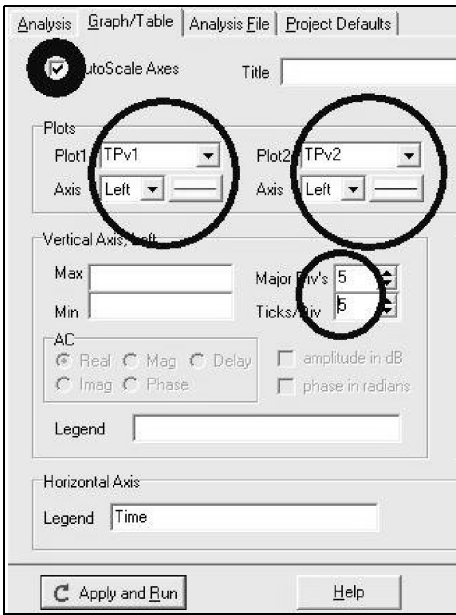 Analysis Graph/Table Analysis File Project Defaults
utoScale Axes Title
Plots
Plot1 TPv1 Plot2 TPv2
Axis Left Axis Left
Vertical Axis, Left
Max Major Div's 5
Min Ticks/Div 5
AC
Real Mag Delay amplitude in dB
Imag Phase phase in radians
Legend
Horizontal Axis
Legend Time
Apply and Run Help